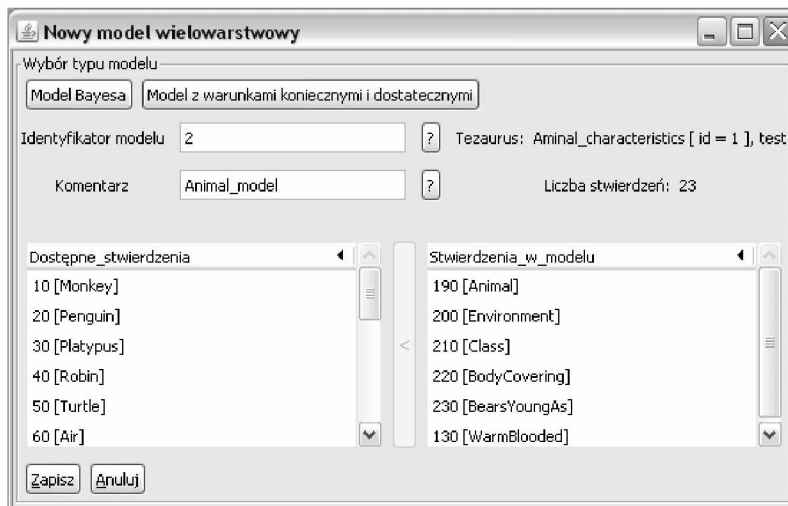 Nowy model wielowarstwowy
Wybór typu modelu
Model Bayesa Model z warunkami koniecznymi i dostatecznymi
Identyfikator modelu 2 ? Tezaurus: Aminal_characteristics [ id = 1 ], test
Komentarz Animal_model ? Liczba stwierdzeń: 23
Dostępne_stwierdzenia
10 [Monkey]
20 [Penguin]
30 [Platypus]
40 [Robin]
50 [Turtle]
60 [Air]
<
Stwierdzenia_w_modelu
190 [Animal]
200 [Environment]
210 [Class]
220 [BodyCovering]
230 [BearsYoungAs]
130 [WarmBlooded]
Zapisz Anuluj